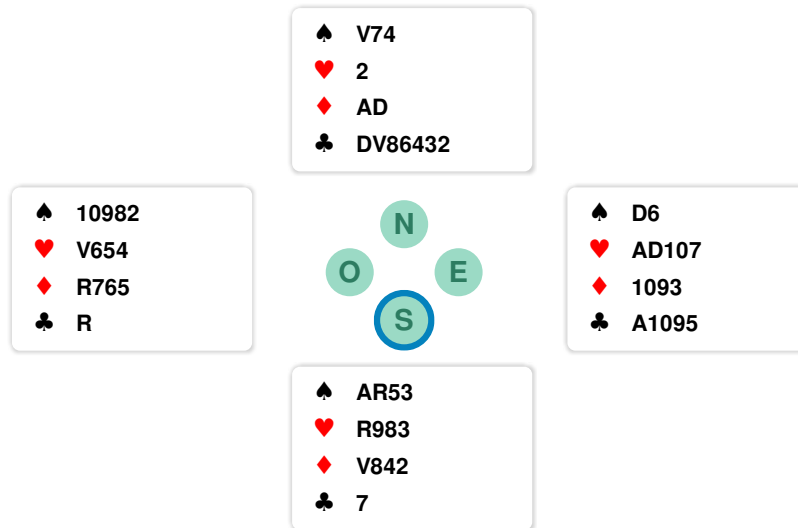 ♠ V74
♥ 2
♦ AD
♣ DV86432
♠ 10982
♥ V654
♦ R765
♣ R
N
O E
S
♠ D6
♥ AD107
♦ 1093
♣ A1095
♠ AR53
♥ R983
♦ V842
♣ 7